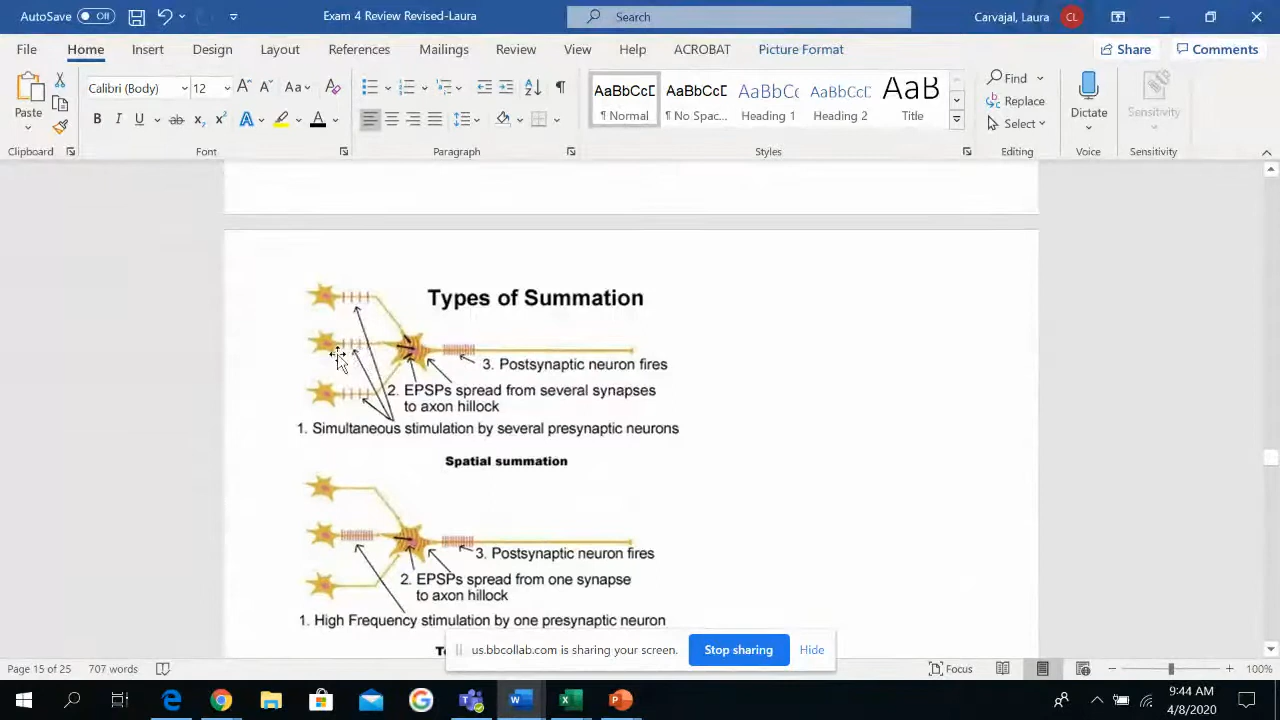 AutoSave Off
Exam 4 Review Revised-Laura
Search
Carvajal, Laura CL
File Home Insert Design Layout References Mailings Review View Help ACROBAT Picture Format
Share Comments
Paste
Calibri (Body) 12
AaBbCcD AaBbCcD AaBbCc AaBbCcD AaB
¶ Normal ¶ No Spac... Heading 1 Heading 2 Title
Find
Replace
Select
Dictate
Sensitivity
Clipboard Font Paragraph Styles Editing Voice Sensitivity
Types of Summation
3. Postsynaptic neuron fires
2. EPSPs spread from several synapses
to axon hillock
1. Simultaneous stimulation by several presynaptic neurons
Spatial summation
3. Postsynaptic neuron fires
2. EPSPs spread from one synapse
to axon hillock
1. High Frequency stimulation by one presynaptic neuron
us.bbcollab.com is sharing your screen. Stop sharing Hide
Page 15 of 25 707 words Focus 100%
9:44 AM
4/8/2020